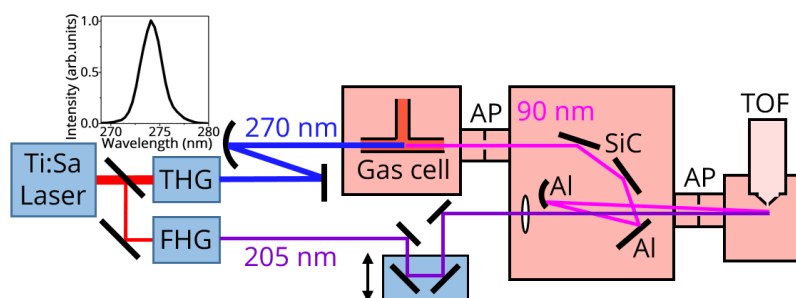 Intensity (arb.units)
1.0
0.5
0.0
270
275
280
Wavelength (nm)
Ti:Sa
Laser
THG
FHG
270 nm
205 nm
Gas cell
AP
90 nm
SiC
Al
Al
AP
TOF